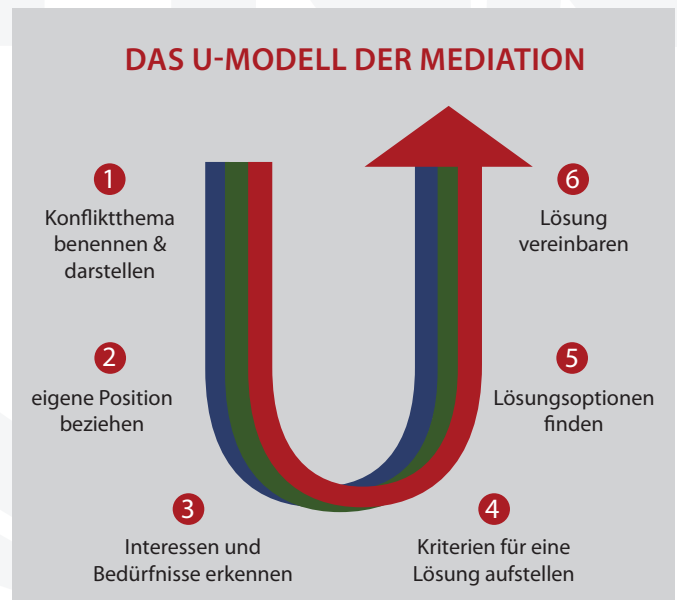 DAS U-MODELL DER MEDIATION
1
Konfliktthema
benennen &
darstellen
2
eigene Position
beziehen
3
Interessen und
Bedürfnisse erkennen
4
Kriterien für eine
Lösung aufstellen
5
Lösungsoptionen
finden
6
Lösung
vereinbaren